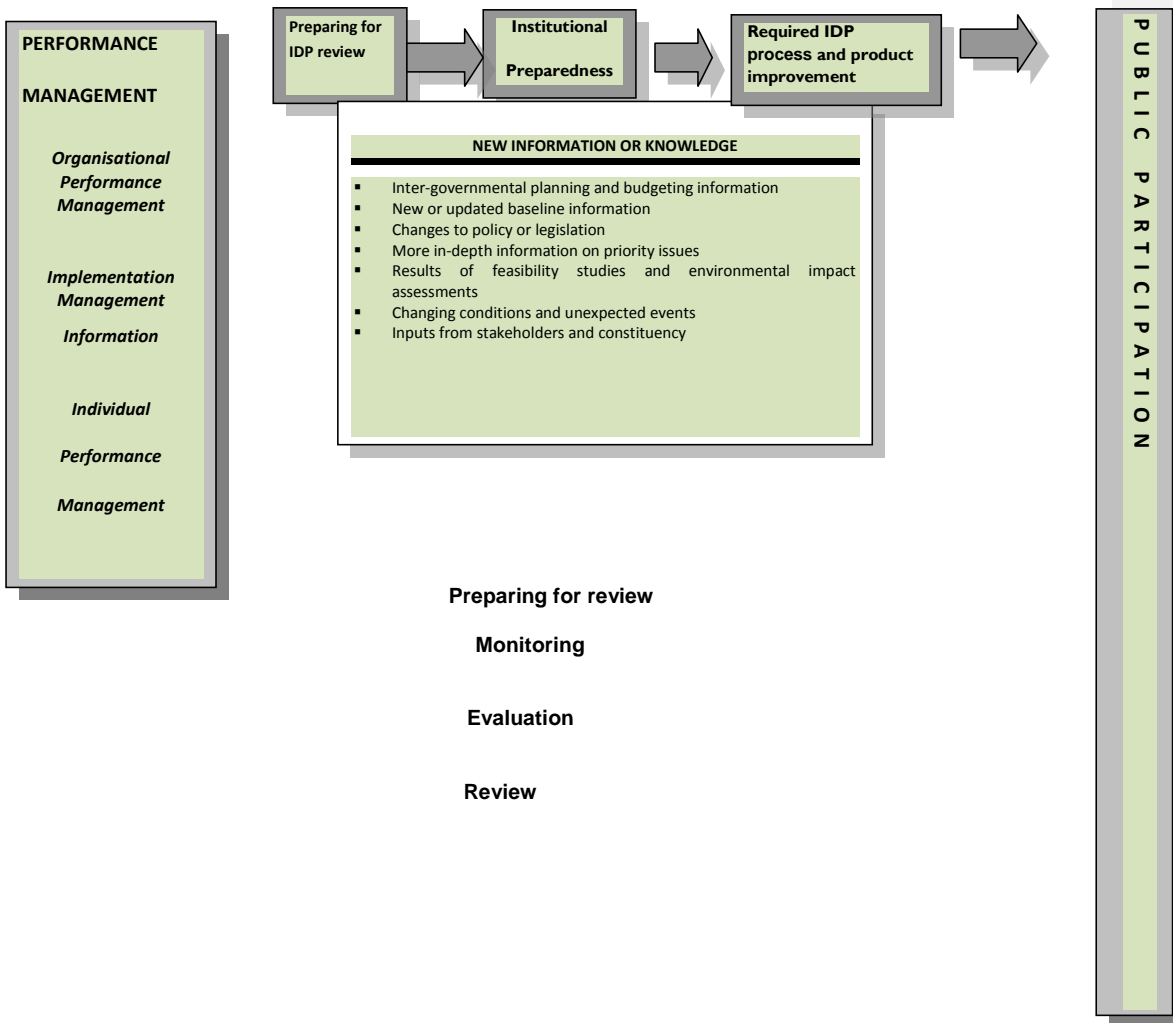 PERFORMANCE
MANAGEMENT
Organisational
Performance
Management
Implementation
Management
Information
Individual
Performance
Management
Preparing for
IDP review
Institutional
Preparedness
Required IDP
process and product
improvement
NEW INFORMATION OR KNOWLEDGE
▪ Inter-governmental planning and budgeting information
▪ New or updated baseline information
▪ Changes to policy or legislation
▪ More in-depth information on priority issues
▪ Results of feasibility studies and environmental impact
assessments
▪ Changing conditions and unexpected events
▪ Inputs from stakeholders and constituency
Preparing for review
Monitoring
Evaluation
Review
PUBLIC PARTICIPATION